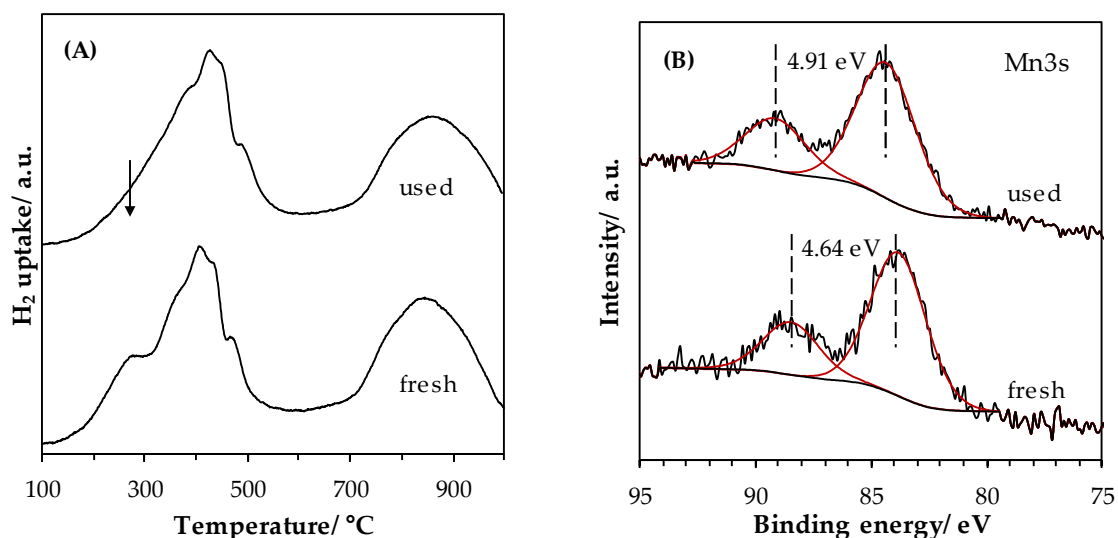 (A)
used
fresh
H₂ uptake/ a.u.
100 300 500 700 900
Temperature/ °C
(B)
4.91 eV
Mn3s
used
4.64 eV
fresh
Intensity/ a. u.
95 90 85 80 75
Binding energy/ eV